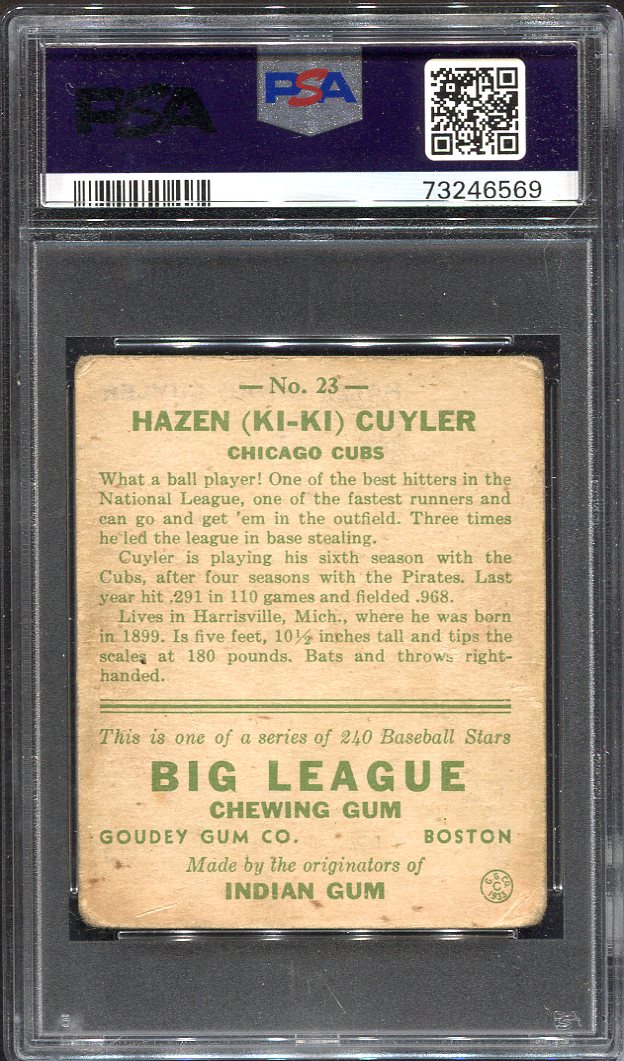 PSA
PSA
73246569
— No. 23 —
HAZEN (KI-KI) CUYLER
CHICAGO CUBS
What a ball player! One of the best hitters in the
National League, one of the fastest runners and
can go and get 'em in the outfield. Three times
he led the league in base stealing.
Cuyler is playing his sixth season with the
Cubs, after four seasons with the Pirates. Last
year hit .291 in 110 games and fielded .968.
Lives in Harrisville, Mich., where he was born
in 1899. Is five feet, 10½ inches tall and tips the
scales at 180 pounds. Bats and throws right-
handed.
This is one of a series of 240 Baseball Stars
BIG LEAGUE
CHEWING GUM
GOUDEY GUM CO. BOSTON
Made by the originators of
INDIAN GUM
G.G.CO.
C
1933
PSA